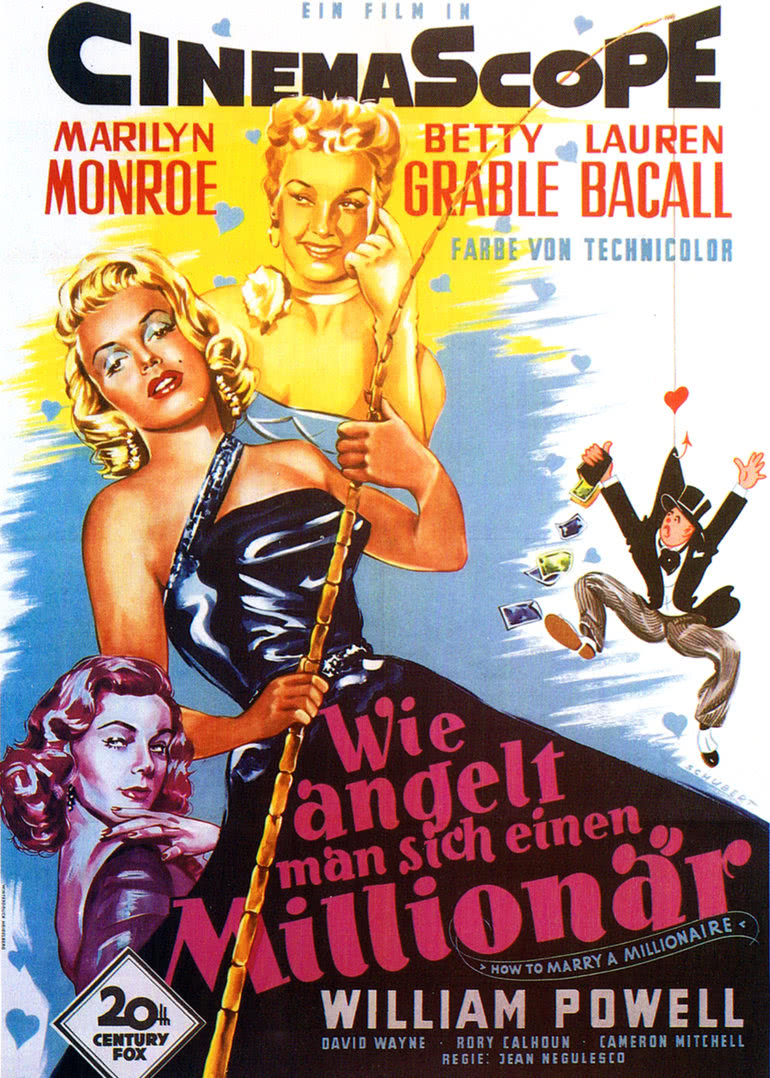 EIN FILM IN
CINEMASCOPE
MARILYN MONROE
BETTY GRABLE
LAUREN BACALL
FARBE VON TECHNICOLOR
SCHUBERT
Wie
angelt
man sich einen
Millionär
HOW TO MARRY A MILLIONAIRE
20th
CENTURY
FOX
WILLIAM POWELL
DAVID WAYNE · RORY CALHOUN · CAMERON MITCHELL
REGIE: JEAN NEGULESCO